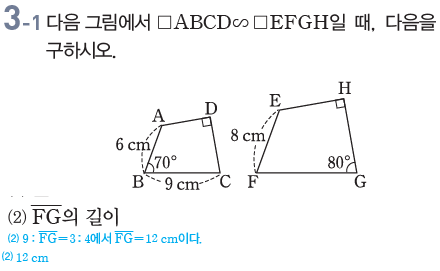 3-1 다음 그림에서 □ABCD∽□EFGH일 때, 다음을
구하시오.
A
D
6 cm
70°
B
9 cm
C
E
H
8 cm
80°
F
G
(2) FG의 길이
(2) 9 : FG=3 : 4에서 FG=12 cm이다.
(2) 12 cm